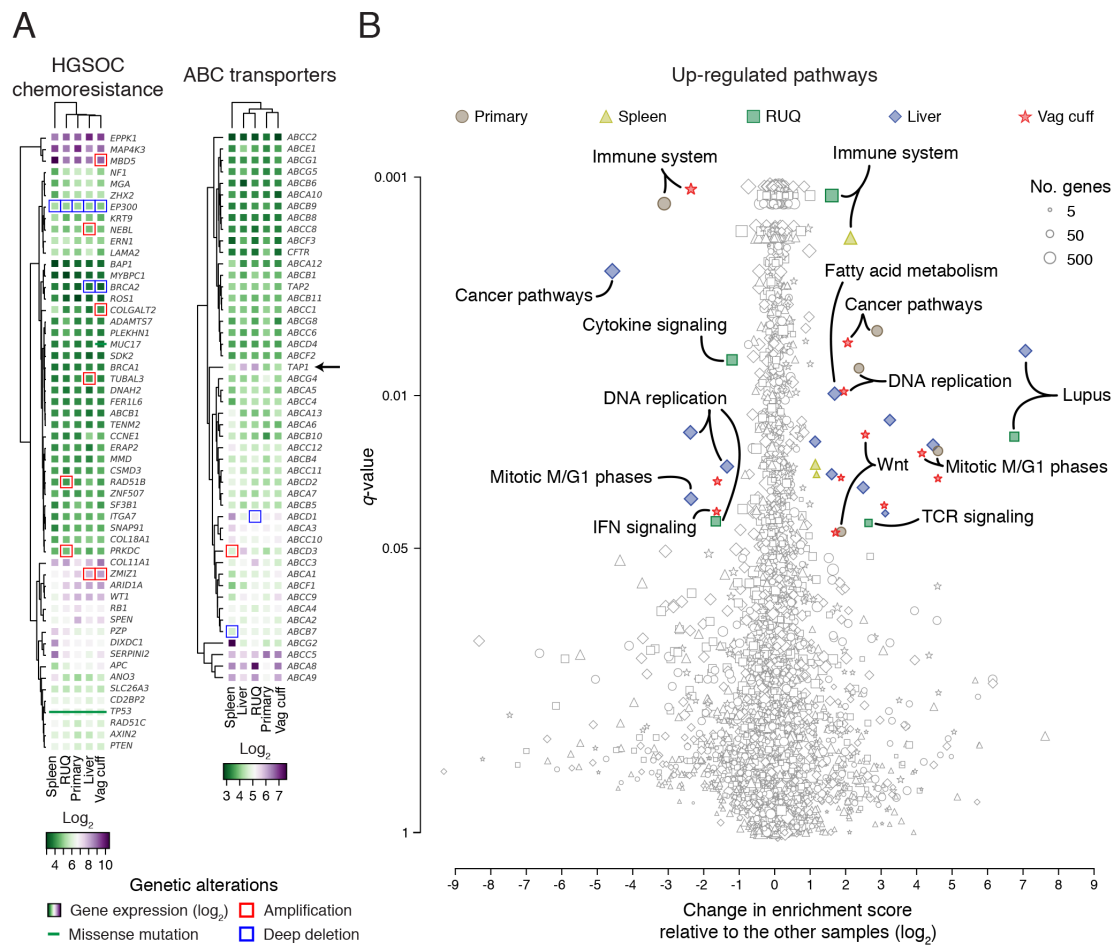 A
B
HGSOC
chemoresistance
ABC transporters
EPPK1
MAP4K3
MBD5
NF1
MGA
ZHX2
EP300
KRT9
NEBL
ERN1
LAMA2
BAP1
MYBPC1
BRCA2
ROS1
COLGALT2
ADAMTS7
PLEKHN1
MUC17
SDK2
BRCA1
TUBAL3
DNAH2
FER1L6
ABCB1
TENM2
CCNE1
ERAP2
MMD
CSMD3
RAD51B
ZNF507
SF3B1
ITGA7
SNAP91
COL18A1
PRKDC
COL11A1
ZMIZ1
ARID1A
WT1
RB1
SPEN
PZP
DIXDC1
SERPINI2
APC
ANO3
SLC26A3
CD2BP2
TP53
RAD51C
AXIN2
PTEN
Spleen
RUQ
Primary
Liver
Vag cuff
Log2
4 6 8 10
ABCC2
ABCE1
ABCG1
ABCG5
ABCB6
ABCA10
ABCB9
ABCB8
ABCC8
ABCF3
CFTR
ABCA12
ABCB1
TAP2
ABCB11
ABCC1
ABCG8
ABCC6
ABCD4
ABCF2
TAP1
ABCG4
ABCA5
ABCC4
ABCA13
ABCA6
ABCB10
ABCC12
ABCB4
ABCC11
ABCD2
ABCA7
ABCB5
ABCD1
ABCA3
ABCC10
ABCD3
ABCC3
ABCA1
ABCF1
ABCC9
ABCA4
ABCA2
ABCB7
ABCG2
ABCC5
ABCA8
ABCA9
Spleen
Liver
RUQ
Primary
Vag cuff
Log2
3 4 5 6 7
Genetic alterations
Gene expression (log2)
Amplification
Missense mutation
Deep deletion
Up-regulated pathways
Primary
Spleen
RUQ
Liver
Vag cuff
No. genes
5
50
500
Immune system
Immune system
Cancer pathways
Fatty acid metabolism
Cancer pathways
Cytokine signaling
DNA replication
DNA replication
Lupus
Wnt
Mitotic M/G1 phases
Mitotic M/G1 phases
IFN signaling
TCR signaling
q-value
0.001
0.01
0.05
1
-9 -8 -7 -6 -5 -4 -3 -2 -1 0 1 2 3 4 5 6 7 8 9
Change in enrichment score
relative to the other samples (log2)